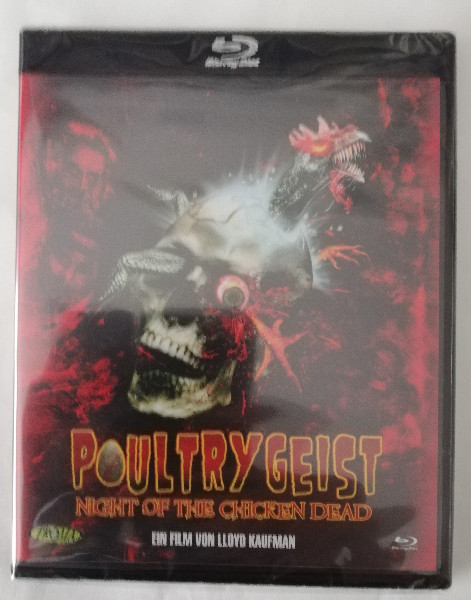 Blu-ray Disc
POULTRYGEIST
NIGHT OF THE CHICKEN DEAD
EIN FILM VON LLOYD KAUFMAN